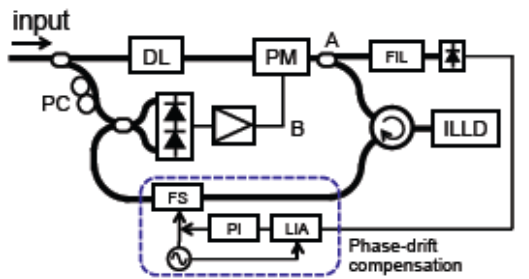 input
DL
PM
A
FIL
PC
B
ILLD
FS
PI
LIA
Phase-drift
compensation